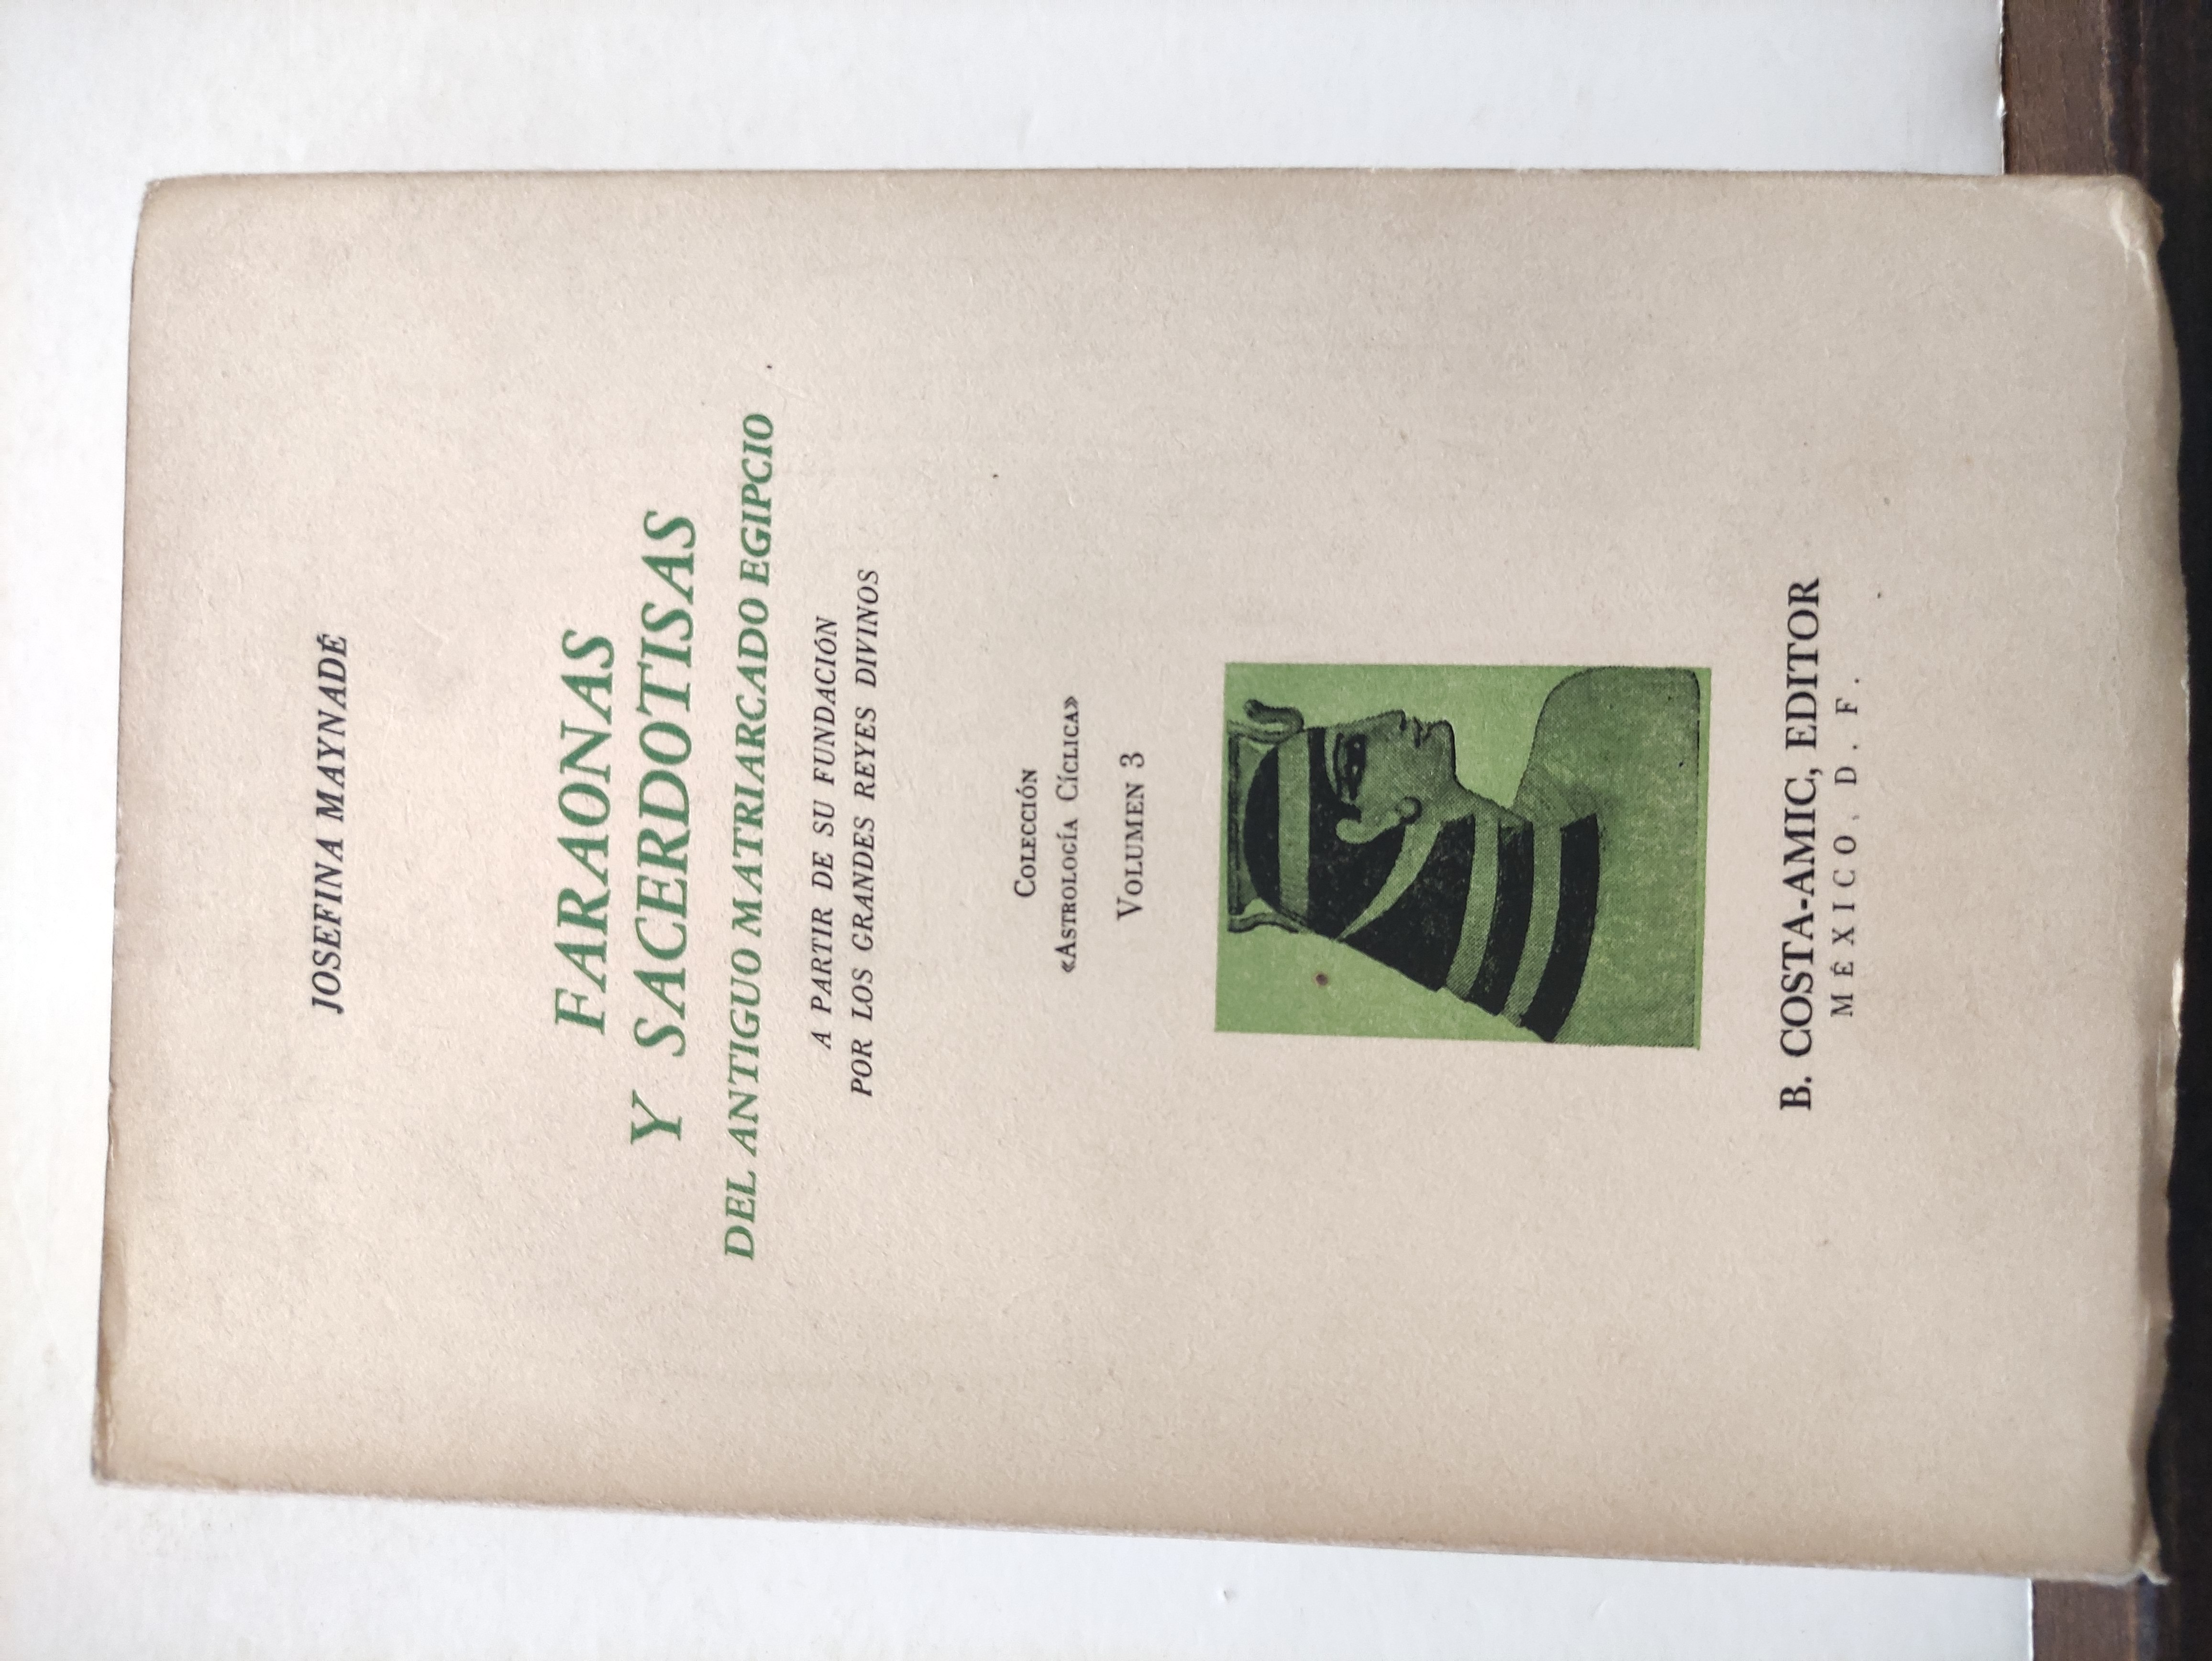 JOSEFINA MAYNADÉ
FARAONAS
Y SACERDOTISAS
DEL ANTIGUO MATRIARCADO EGIPCIO
A PARTIR DE SU FUNDACIÓN
POR LOS GRANDES REYES DIVINOS
COLECCIÓN
«ASTROLOGÍA CÍCLICA»
VOLUMEN 3
B. COSTA-AMIC, EDITOR
MÉXICO, D. F.